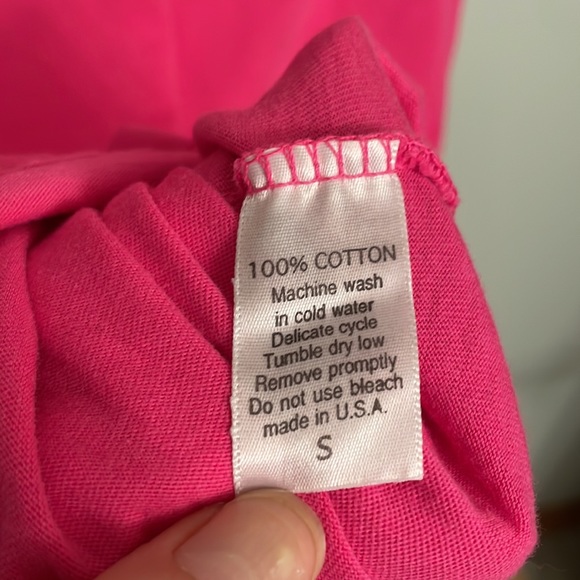 100% COTTON
Machine wash
in cold water
Delicate cycle
Tumble dry low
Remove promptly
Do not use bleach
made in U.S.A.
S